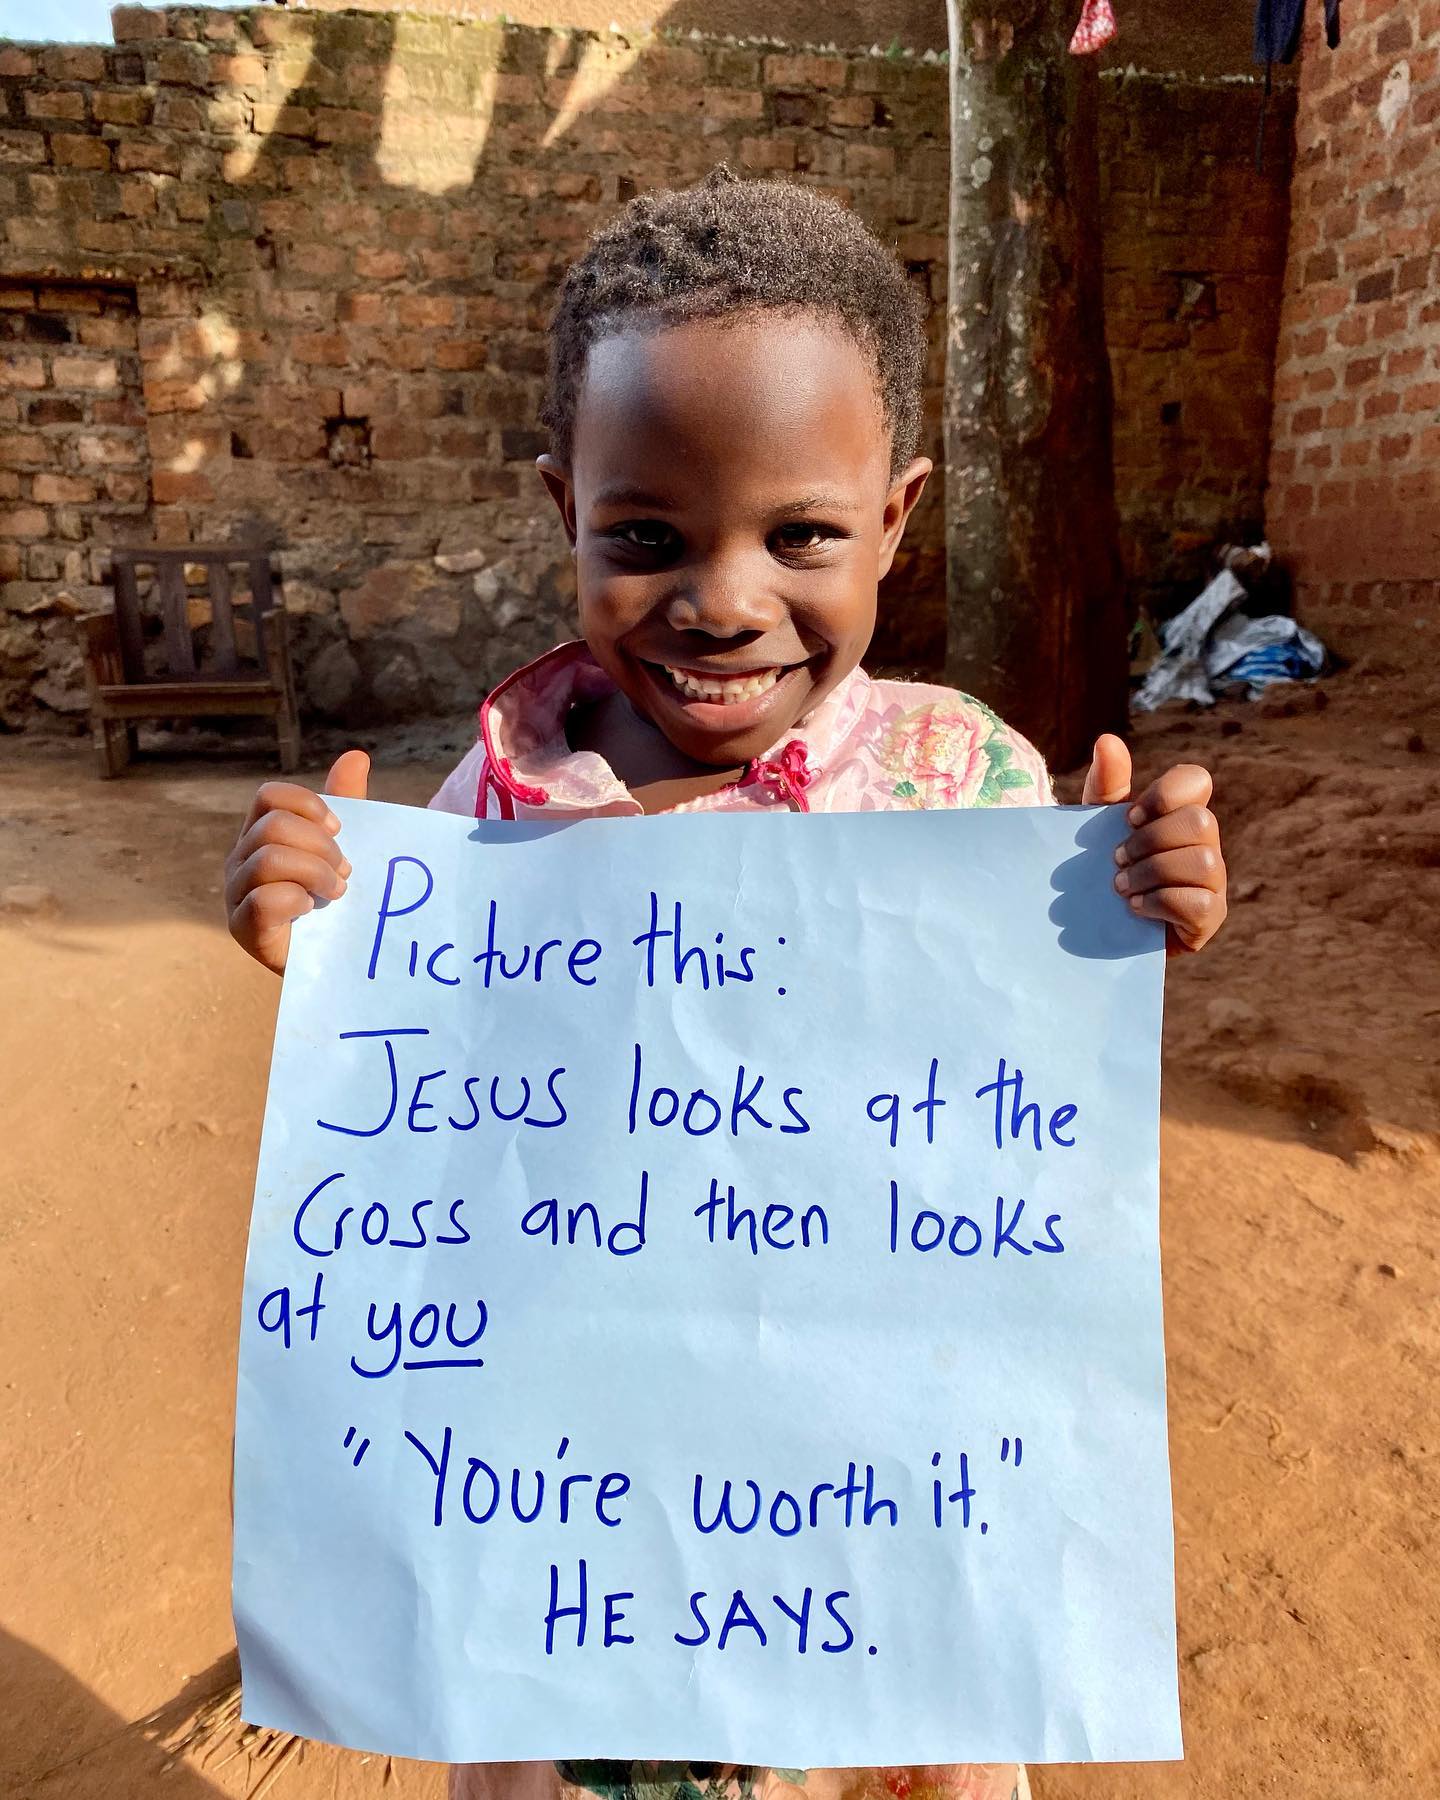 Picture this:
JESUS looks at the
Cross and then looks
at you
"You're worth it."
HE SAYS.